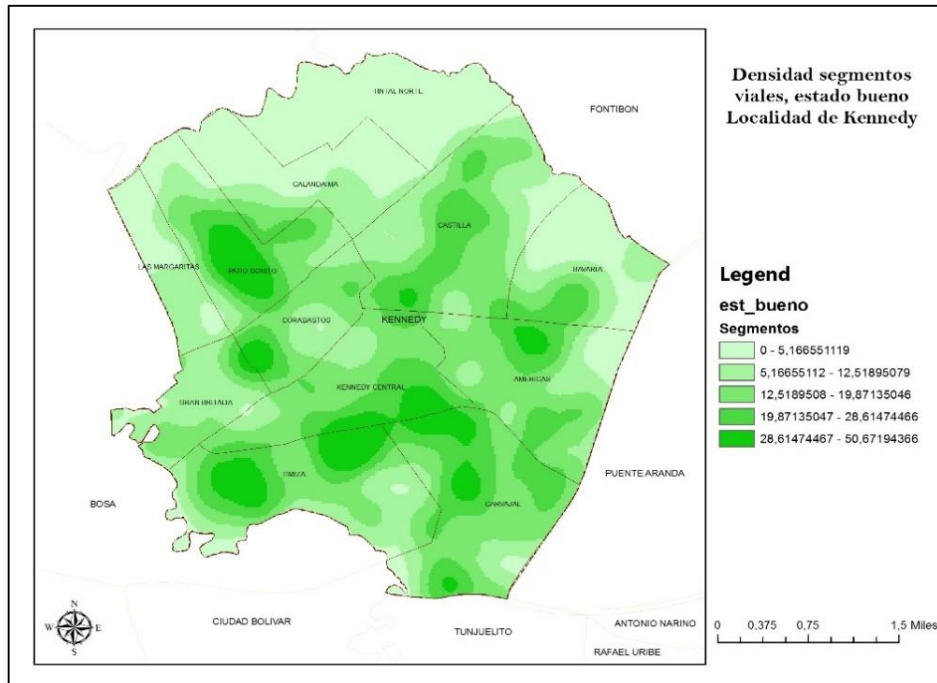 Densidad segmentos
viales, estado bueno
Localidad de Kennedy
TINTAL NORTE
FONTIBON
CALANDAIMA
CASTILLA
LAS MARGARITAS
PATIO BONITO
BAVARIA
CORABASTOS
KENNEDY
AMERICAS
KENNEDY CENTRAL
GRAN BRITALIA
TIMIZA
CARVAJAL
BOSA
PUENTE ARANDA
CIUDAD BOLIVAR
TUNJUELITO
ANTONIO NARINO
RAFAEL URIBE
N
W
E
S
Legend
est_bueno
Segmentos
0 - 5,166551119
5,16655112 - 12,51895079
12,5189508 - 19,87135046
19,87135047 - 28,61474466
28,61474467 - 50,67194366
0 0,375 0,75 1,5 Miles